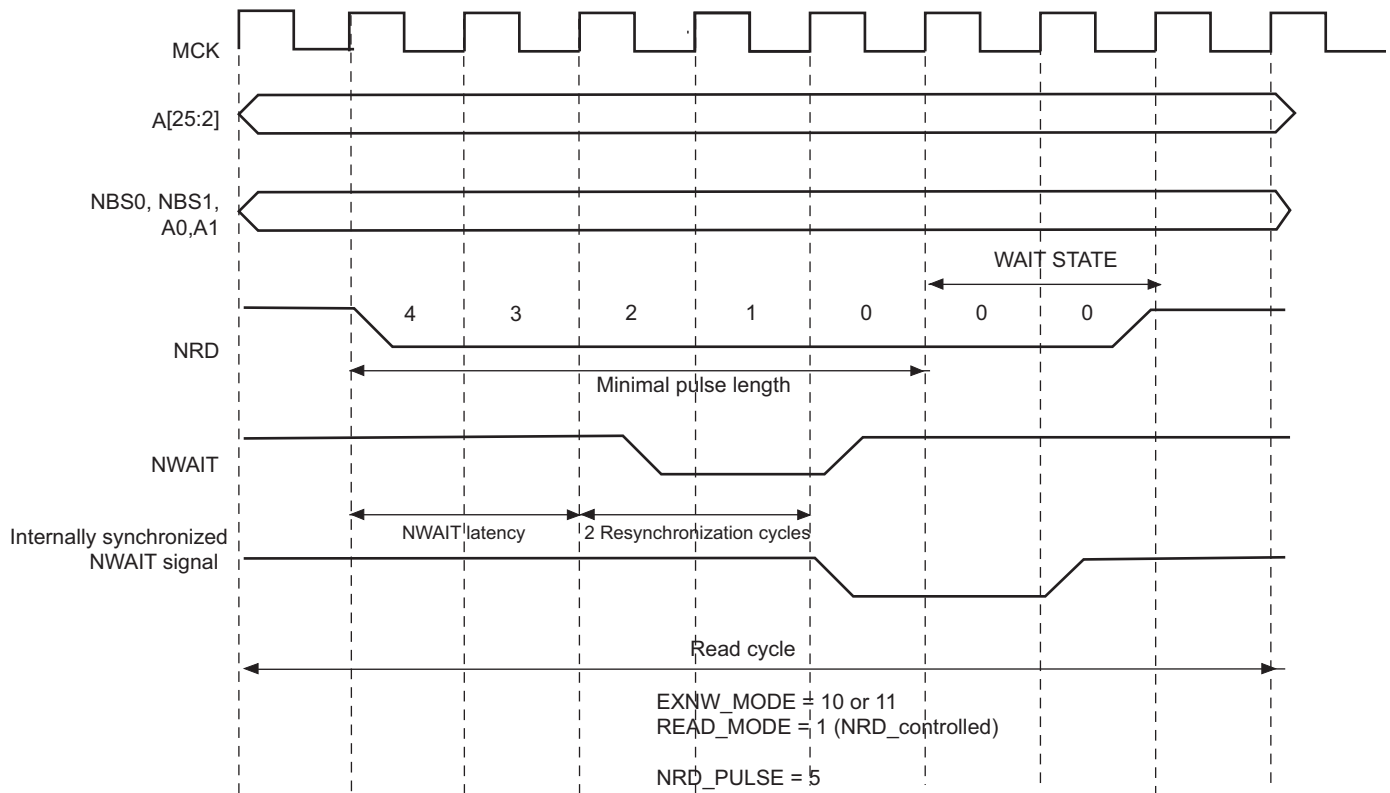 MCK
A[25:2]
NBS0, NBS1,
A0,A1
WAIT STATE
4 3 2 1 0 0 0
NRD
Minimal pulse length
NWAIT
NWAIT latency 2 Resynchronization cycles
Internally synchronized
NWAIT signal
Read cycle
EXNW_MODE = 10 or 11
READ_MODE = 1 (NRD_controlled)
NRD_PULSE = 5